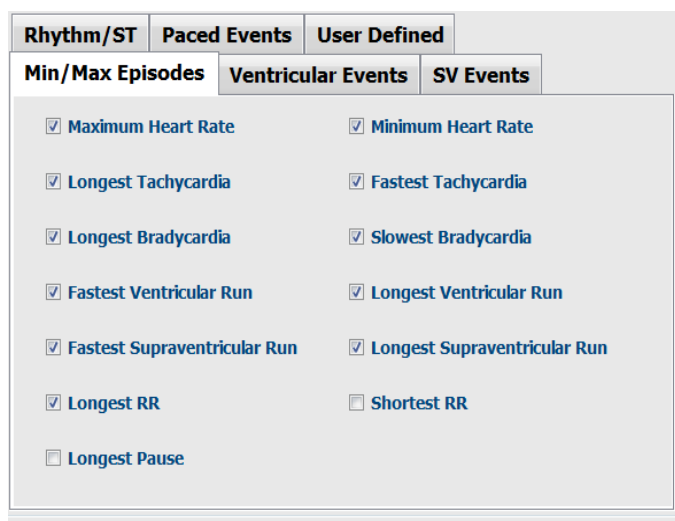 Rhythm/ST Paced Events User Defined
Min/Max Episodes Ventricular Events SV Events
Maximum Heart Rate Minimum Heart Rate
Longest Tachycardia Fastest Tachycardia
Longest Bradycardia Slowest Bradycardia
Fastest Ventricular Run Longest Ventricular Run
Fastest Supraventricular Run Longest Supraventricular Run
Longest RR Shortest RR
Longest Pause